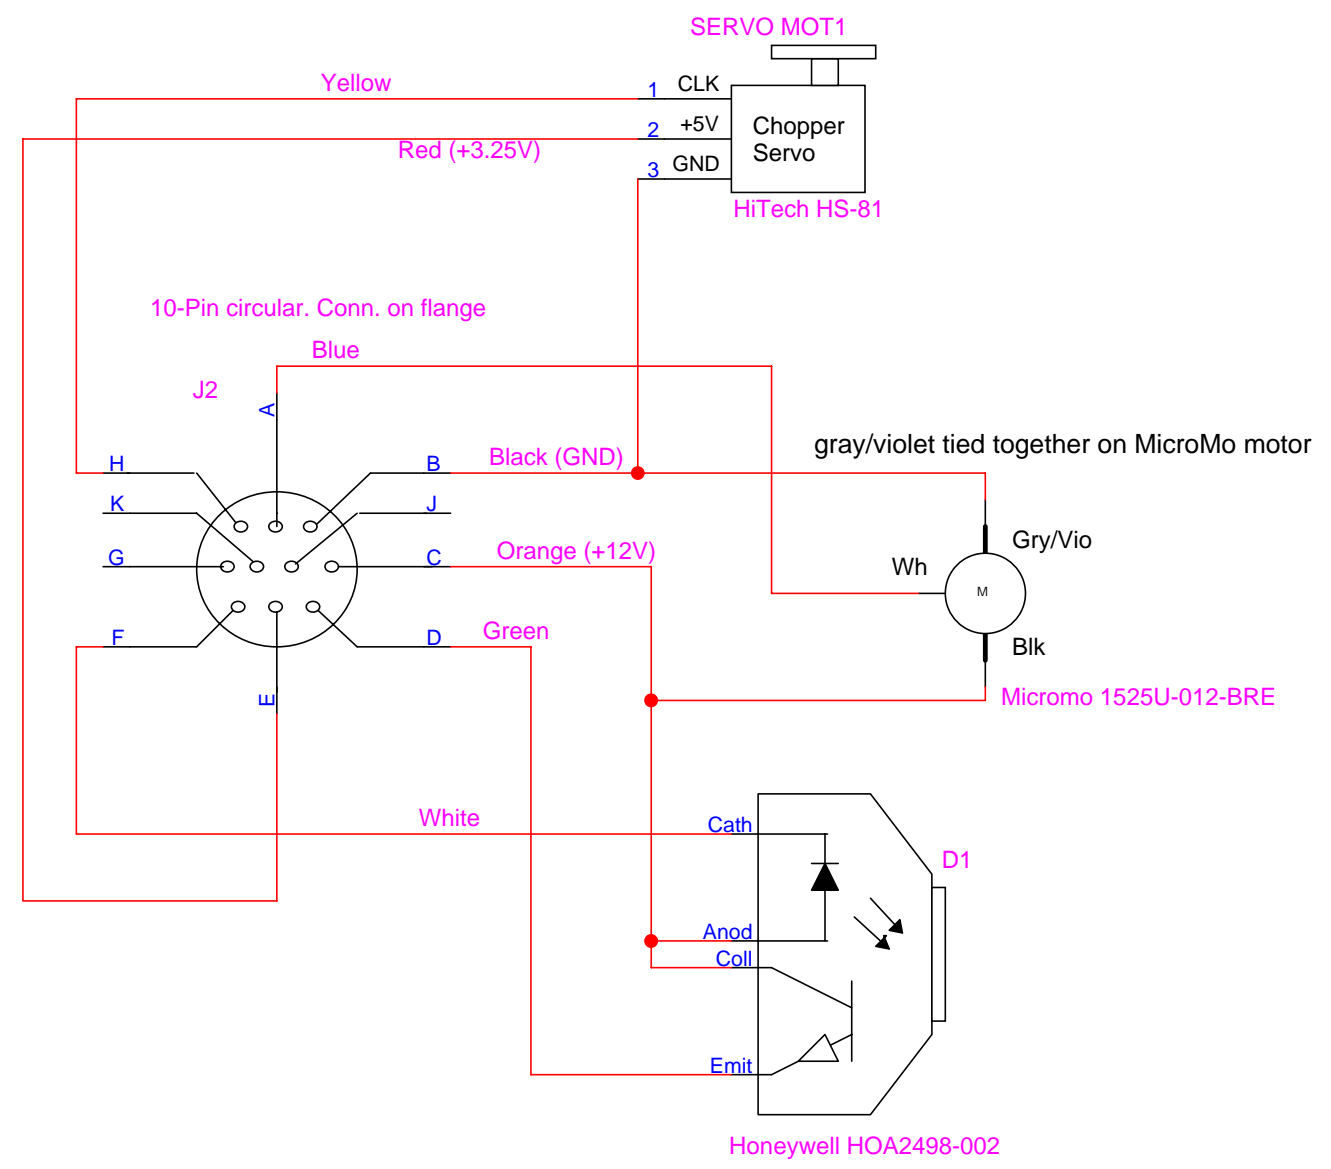 SERVO MOT1
Yellow
1 CLK
2 +5V
Red (+3.25V)
3 GND
Chopper
Servo
HiTech HS-81
10-Pin circular. Conn. on flange
Blue
J2
A
H
B
Black (GND)
gray/violet tied together on MicroMo motor
K
J
G
C
Orange (+12V)
Gry/Vio
Wh
M
F
D
Green
Blk
E
Micromo 1525U-012-BRE
White
Cath
D1
Anod
Coll
Emit
Honeywell HOA2498-002